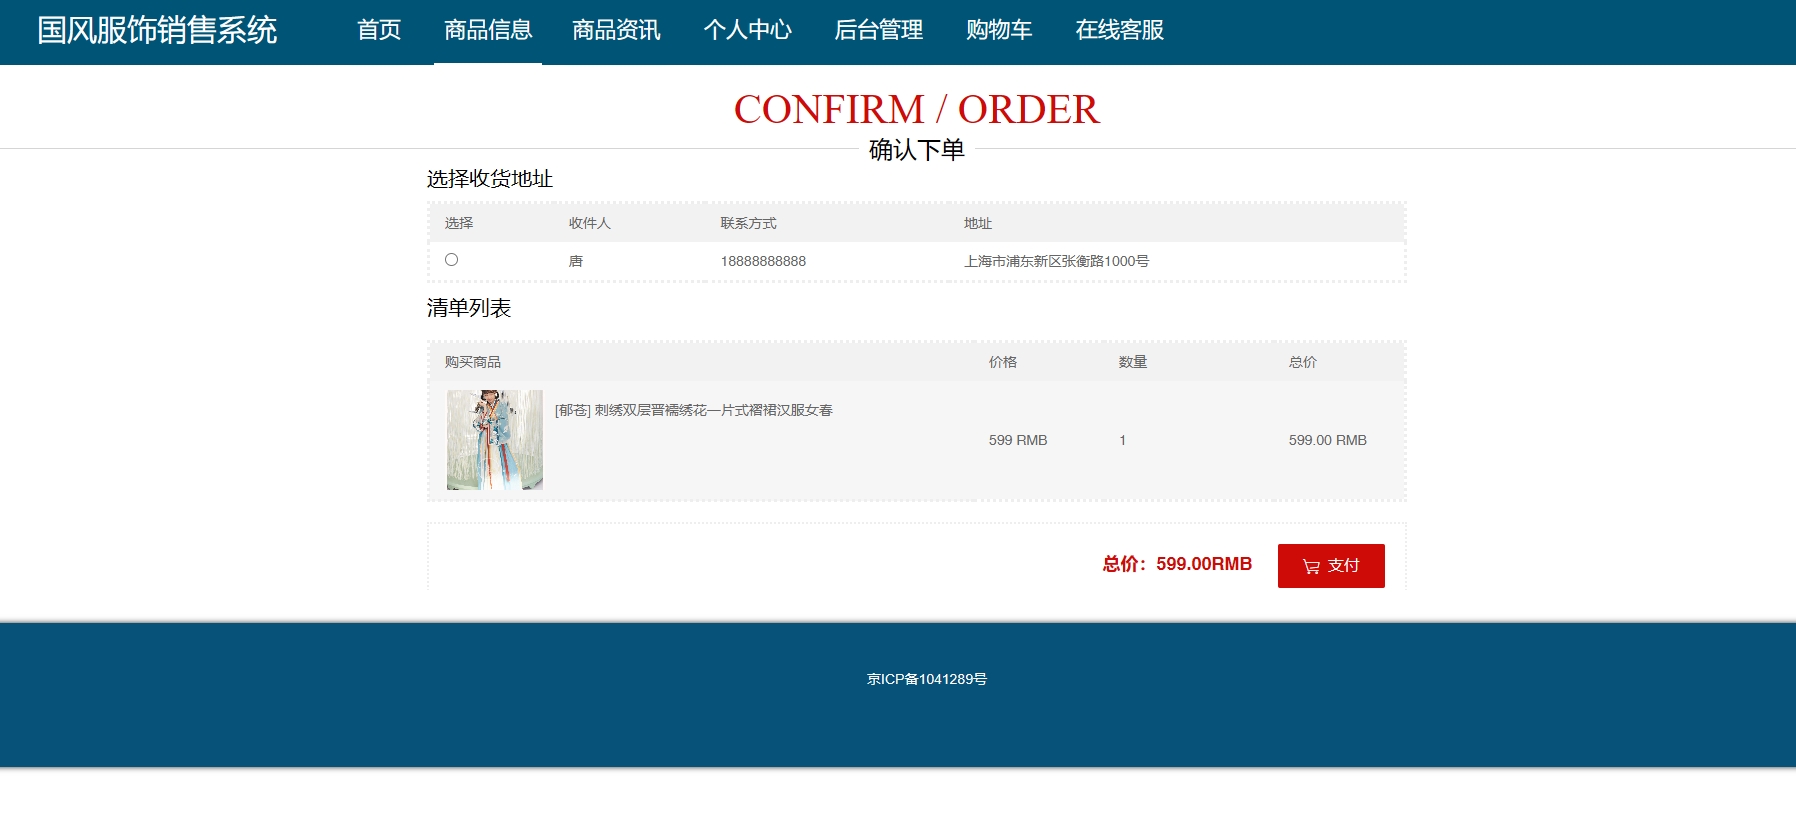 国风服饰销售系统 首页 商品信息 商品资讯 个人中心 后台管理 购物车 在线客服
CONFIRM / ORDER
确认下单
选择收货地址
选择 收件人 联系方式 地址
唐 18888888888 上海市浦东新区张衡路1000号
清单列表
购买商品 价格 数量 总价
[郁苍] 刺绣双层晋襦绣花一片式褶裙汉服女春
599 RMB 1 599.00 RMB
总价：599.00RMB 支付
京ICP备1041289号